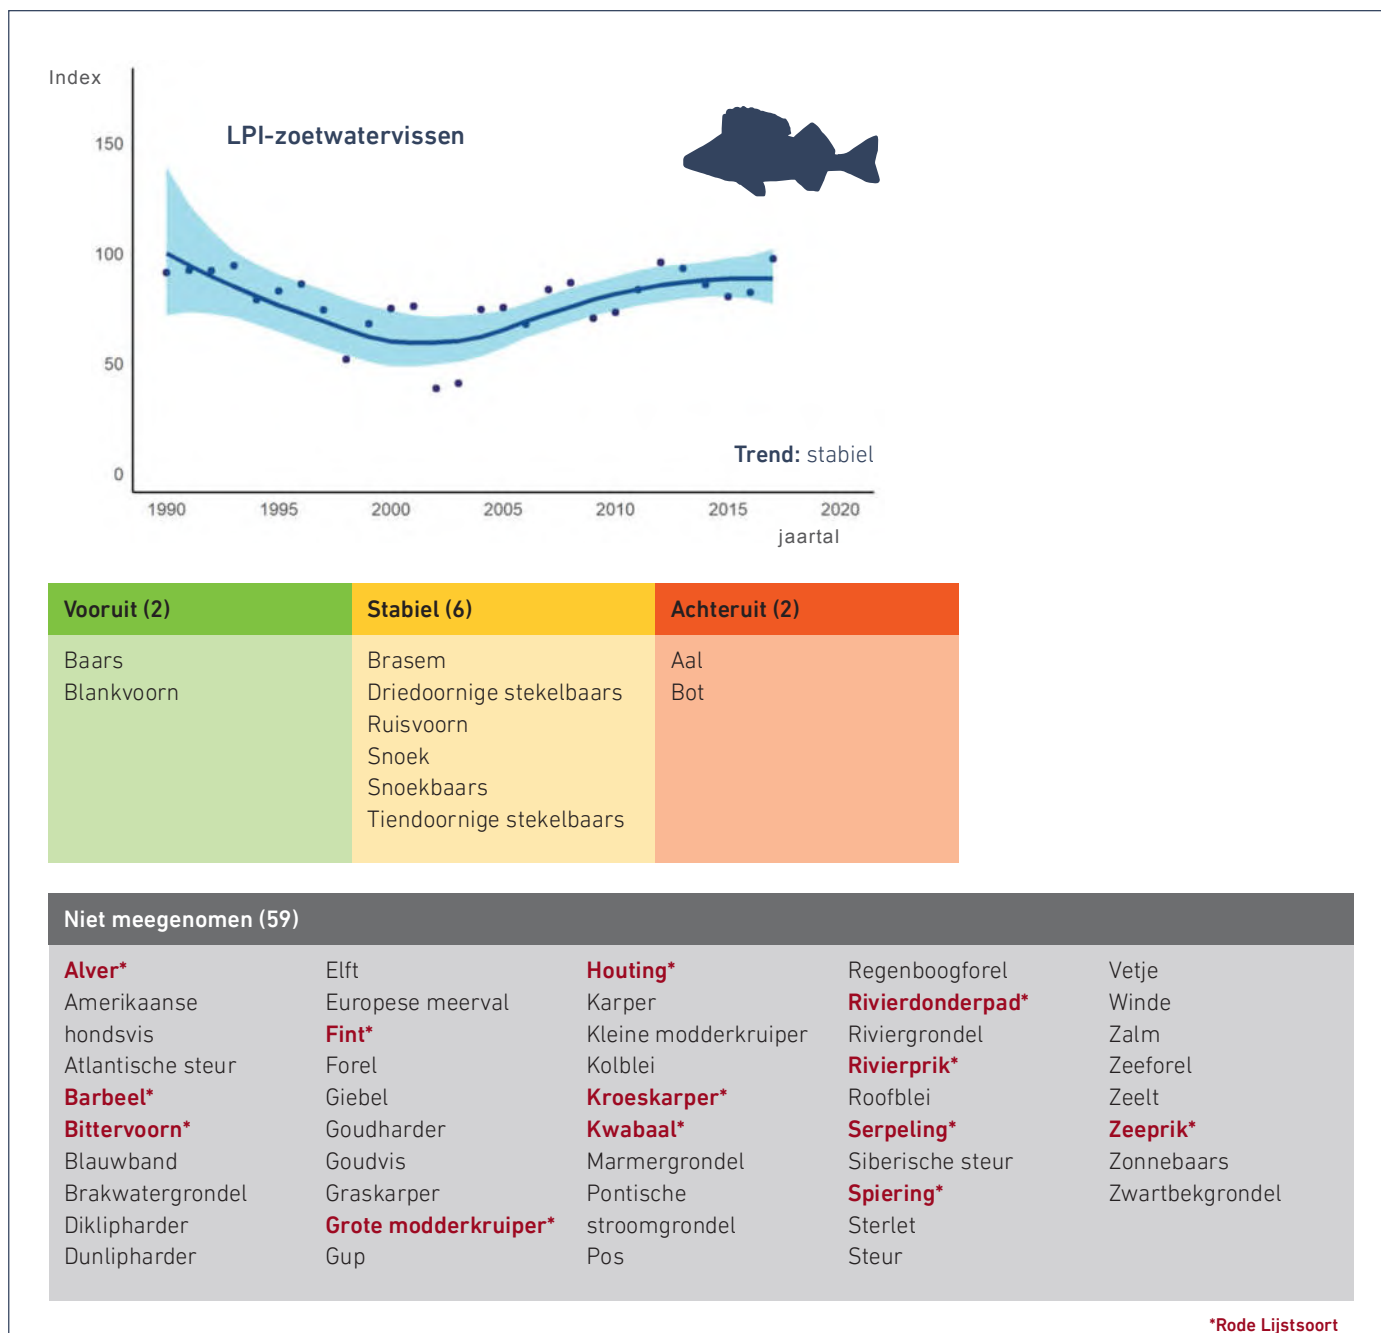 Index
LPI-zoetwatervissen
150
100
50
0
Trend: stabiel
1990 1995 2000 2005 2010 2015 2020
jaartal
Vooruit (2)
Baars
Blankvoorn
Stabiel (6)
Brasem
Driedoornige stekelbaars
Ruisvoorn
Snoek
Snoekbaars
Tiendoornige stekelbaars
Achteruit (2)
Aal
Bot
Niet meegenomen (59)
Alver*
Amerikaanse
hondsvis
Atlantische steur
Barbeel*
Bittervoorn*
Blauwband
Brakwatergrondel
Diklipharder
Dunlipharder
Elft
Europese meerval
Fint*
Forel
Giebel
Goudharder
Goudvis
Graskarper
Grote modderkruiper*
Gup
Houting*
Karper
Kleine modderkruiper
Kolblei
Kroeskarper*
Kwabaal*
Marmergrondel
Pontische
stroomgrondel
Pos
Regenboogforel
Rivierdonderpad*
Riviergrondel
Rivierprik*
Roofblei
Serpeling*
Siberische steur
Spiering*
Sterlet
Steur
Vetje
Winde
Zalm
Zeeforel
Zeelt
Zeeprik*
Zonnebaars
Zwartbekgrondel
*Rode Lijstsoort